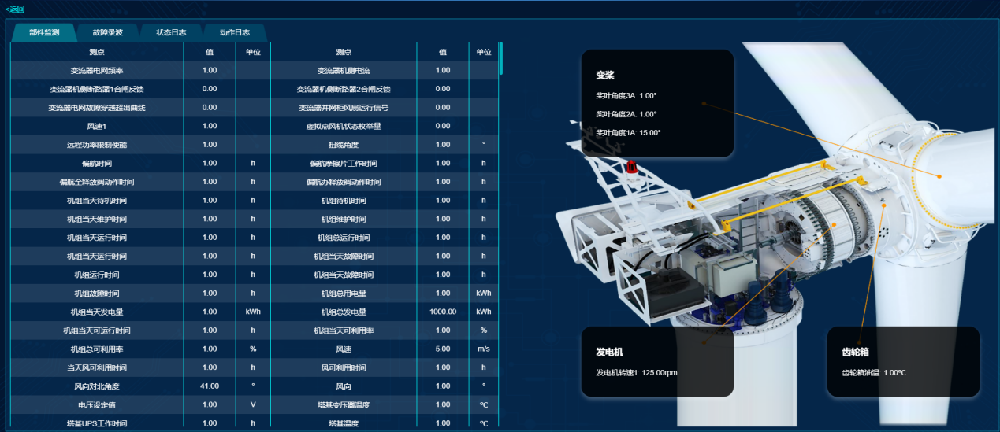 <返回
部件监测 故障录波 状态日志 动作日志
测点 值 单位 测点 值 单位
变流器电网频率 1.00 变流器机侧电流 1.00
变流器机侧断路器1合闸反馈 0.00 变流器机侧断路器2合闸反馈 0.00
变流器电网故障穿越超出曲线 0.00 变流器并网柜风扇运行信号 0.00
风速1 1.00 虚拟点风机状态枚举量 0.00
远程功率限制使能 1.00 扭缆角度 1.00 °
偏航时间 1.00 h 偏航摩擦片工作时间 1.00 h
偏航全释放阀动作时间 1.00 h 偏航办释放阀动作时间 1.00 h
机组当天待机时间 1.00 h 机组待机时间 1.00 h
机组当天维护时间 1.00 h 机组维护时间 1.00 h
机组当天运行时间 1.00 h 机组总运行时间 1.00 h
机组当天运行时间 1.00 h 机组当天故障时间 1.00 h
机组运行时间 1.00 h 机组当天故障时间 1.00 h
机组故障时间 1.00 h 机组总用电量 1.00 kWh
机组当天发电量 1.00 kWh 机组总发电量 1000.00 kWh
机组当天可运行时间 1.00 h 机组当天可利用率 1.00 %
机组总可利用率 1.00 % 风速 5.00 m/s
当天风可利用时间 1.00 h 风可利用时间 1.00 h
风向对北角度 41.00 ° 风向 1.00 °
电压设定值 1.00 V 塔基变压器温度 1.00 ℃
塔基UPS工作时间 1.00 h 塔基温度 1.00 ℃
变桨
桨叶角度3A: 1.00°
桨叶角度2A: 1.00°
桨叶角度1A: 15.00°
发电机
发电机转速1: 125.00rpm
齿轮箱
齿轮箱油温: 1.00℃